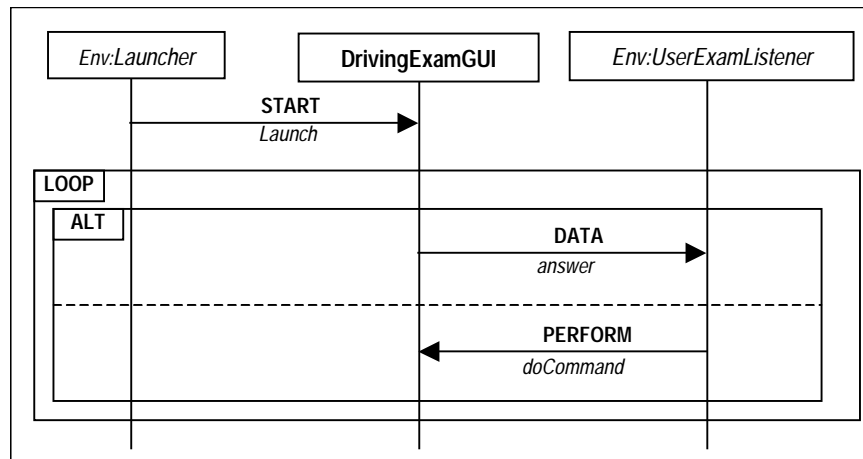 Env:Launcher
DrivingExamGUI
Env:UserExamListener
START
Launch
LOOP
ALT
DATA
answer
PERFORM
doCommand